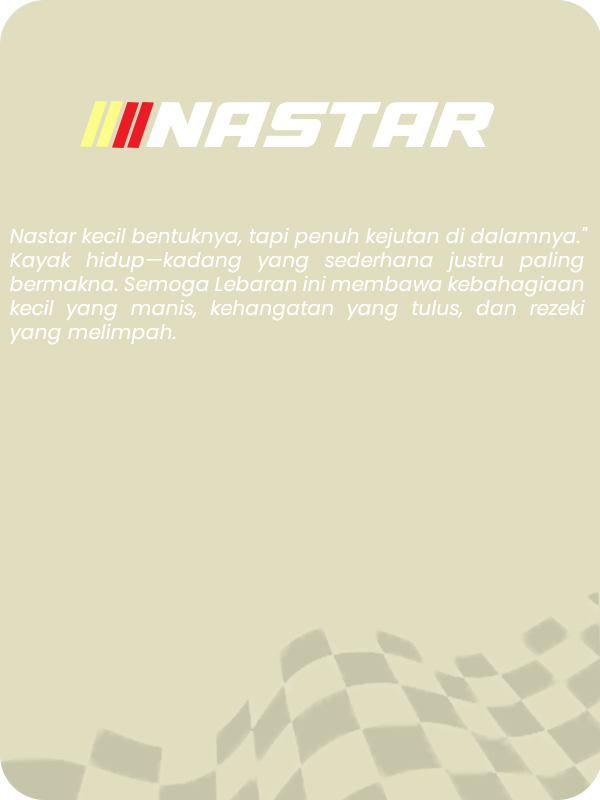 NASTAR
Nastar kecil bentuknya, tapi penuh kejutan di dalamnya."
Kayak hidup—kadang yang sederhana justru paling
bermakna. Semoga Lebaran ini membawa kebahagiaan
kecil yang manis, kehangatan yang tulus, dan rezeki
yang melimpah.